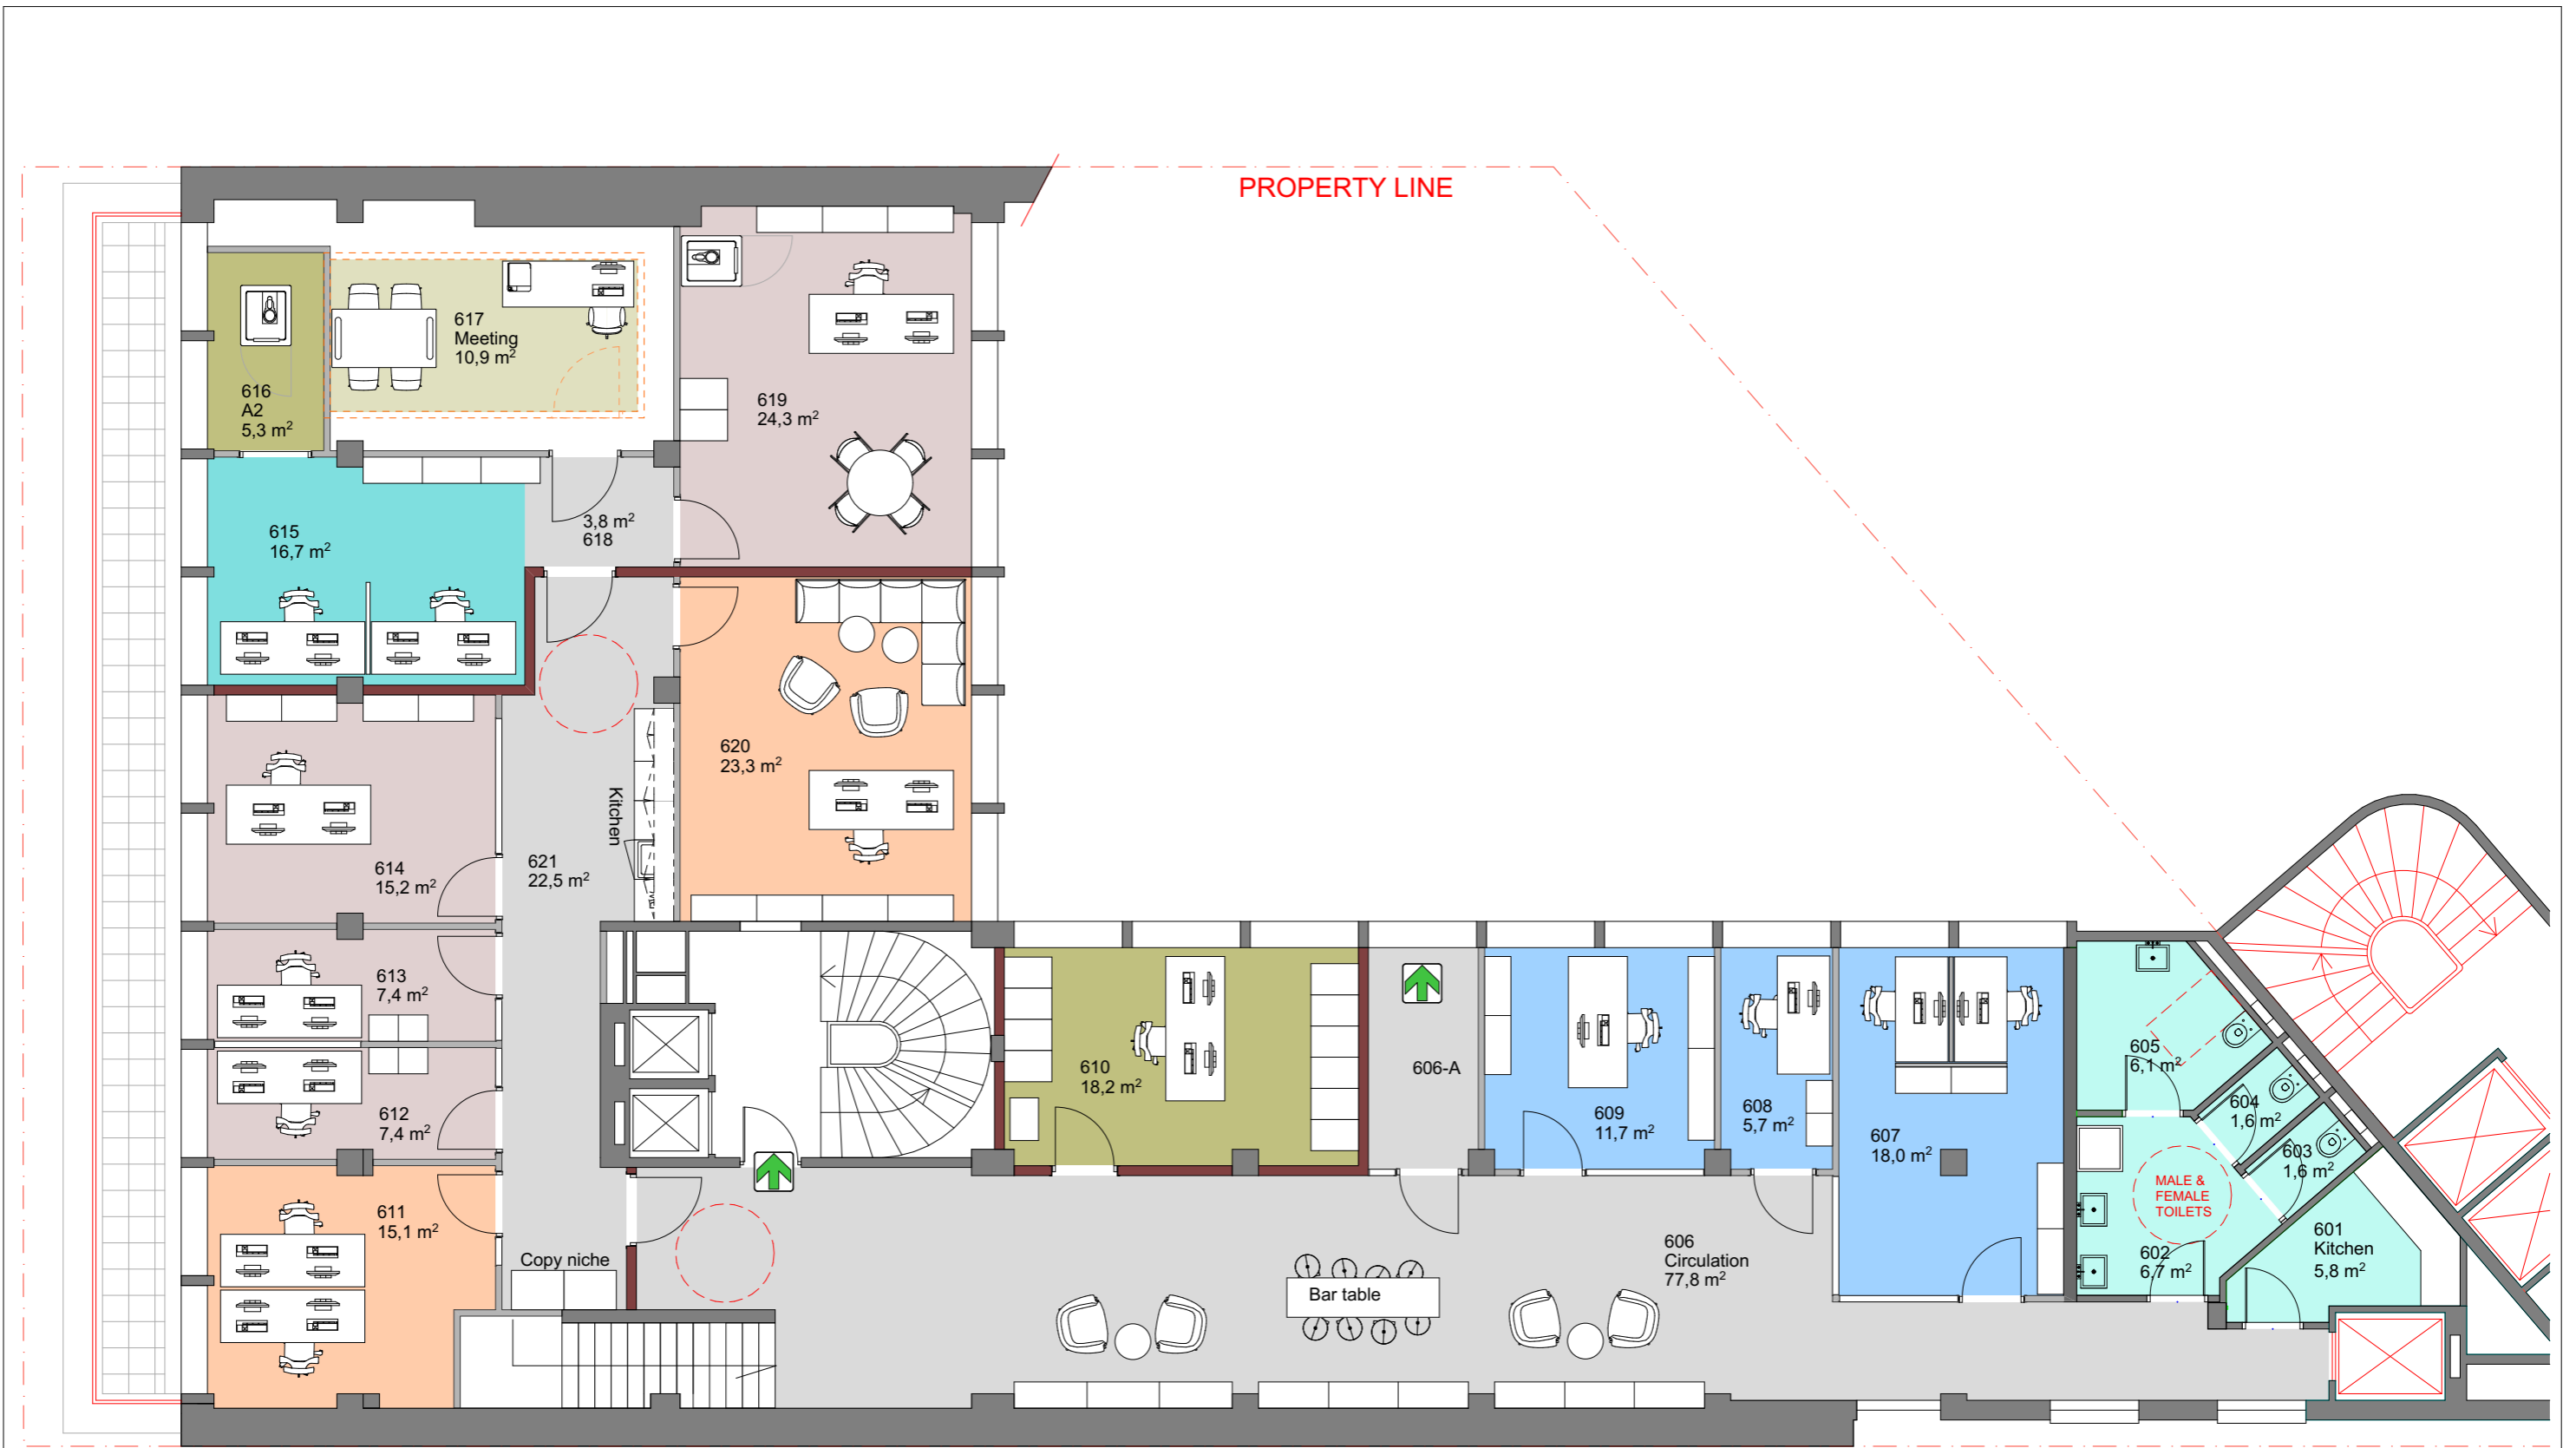 PROPERTY LINE
617
Meeting
10,9 m²
616
A2
5,3 m²
619
24,3 m²
615
16,7 m²
3,8 m²
618
620
23,3 m²
Kitchen
614
15,2 m²
621
22,5 m²
613
7,4 m²
612
7,4 m²
611
15,1 m²
Copy niche
610
18,2 m²
606-A
609
11,7 m²
608
5,7 m²
607
18,0 m²
605
6,1 m²
604
1,6 m²
603
1,6 m²
MALE &
FEMALE
TOILETS
602
6,7 m²
601
Kitchen
5,8 m²
606
Circulation
77,8 m²
Bar table